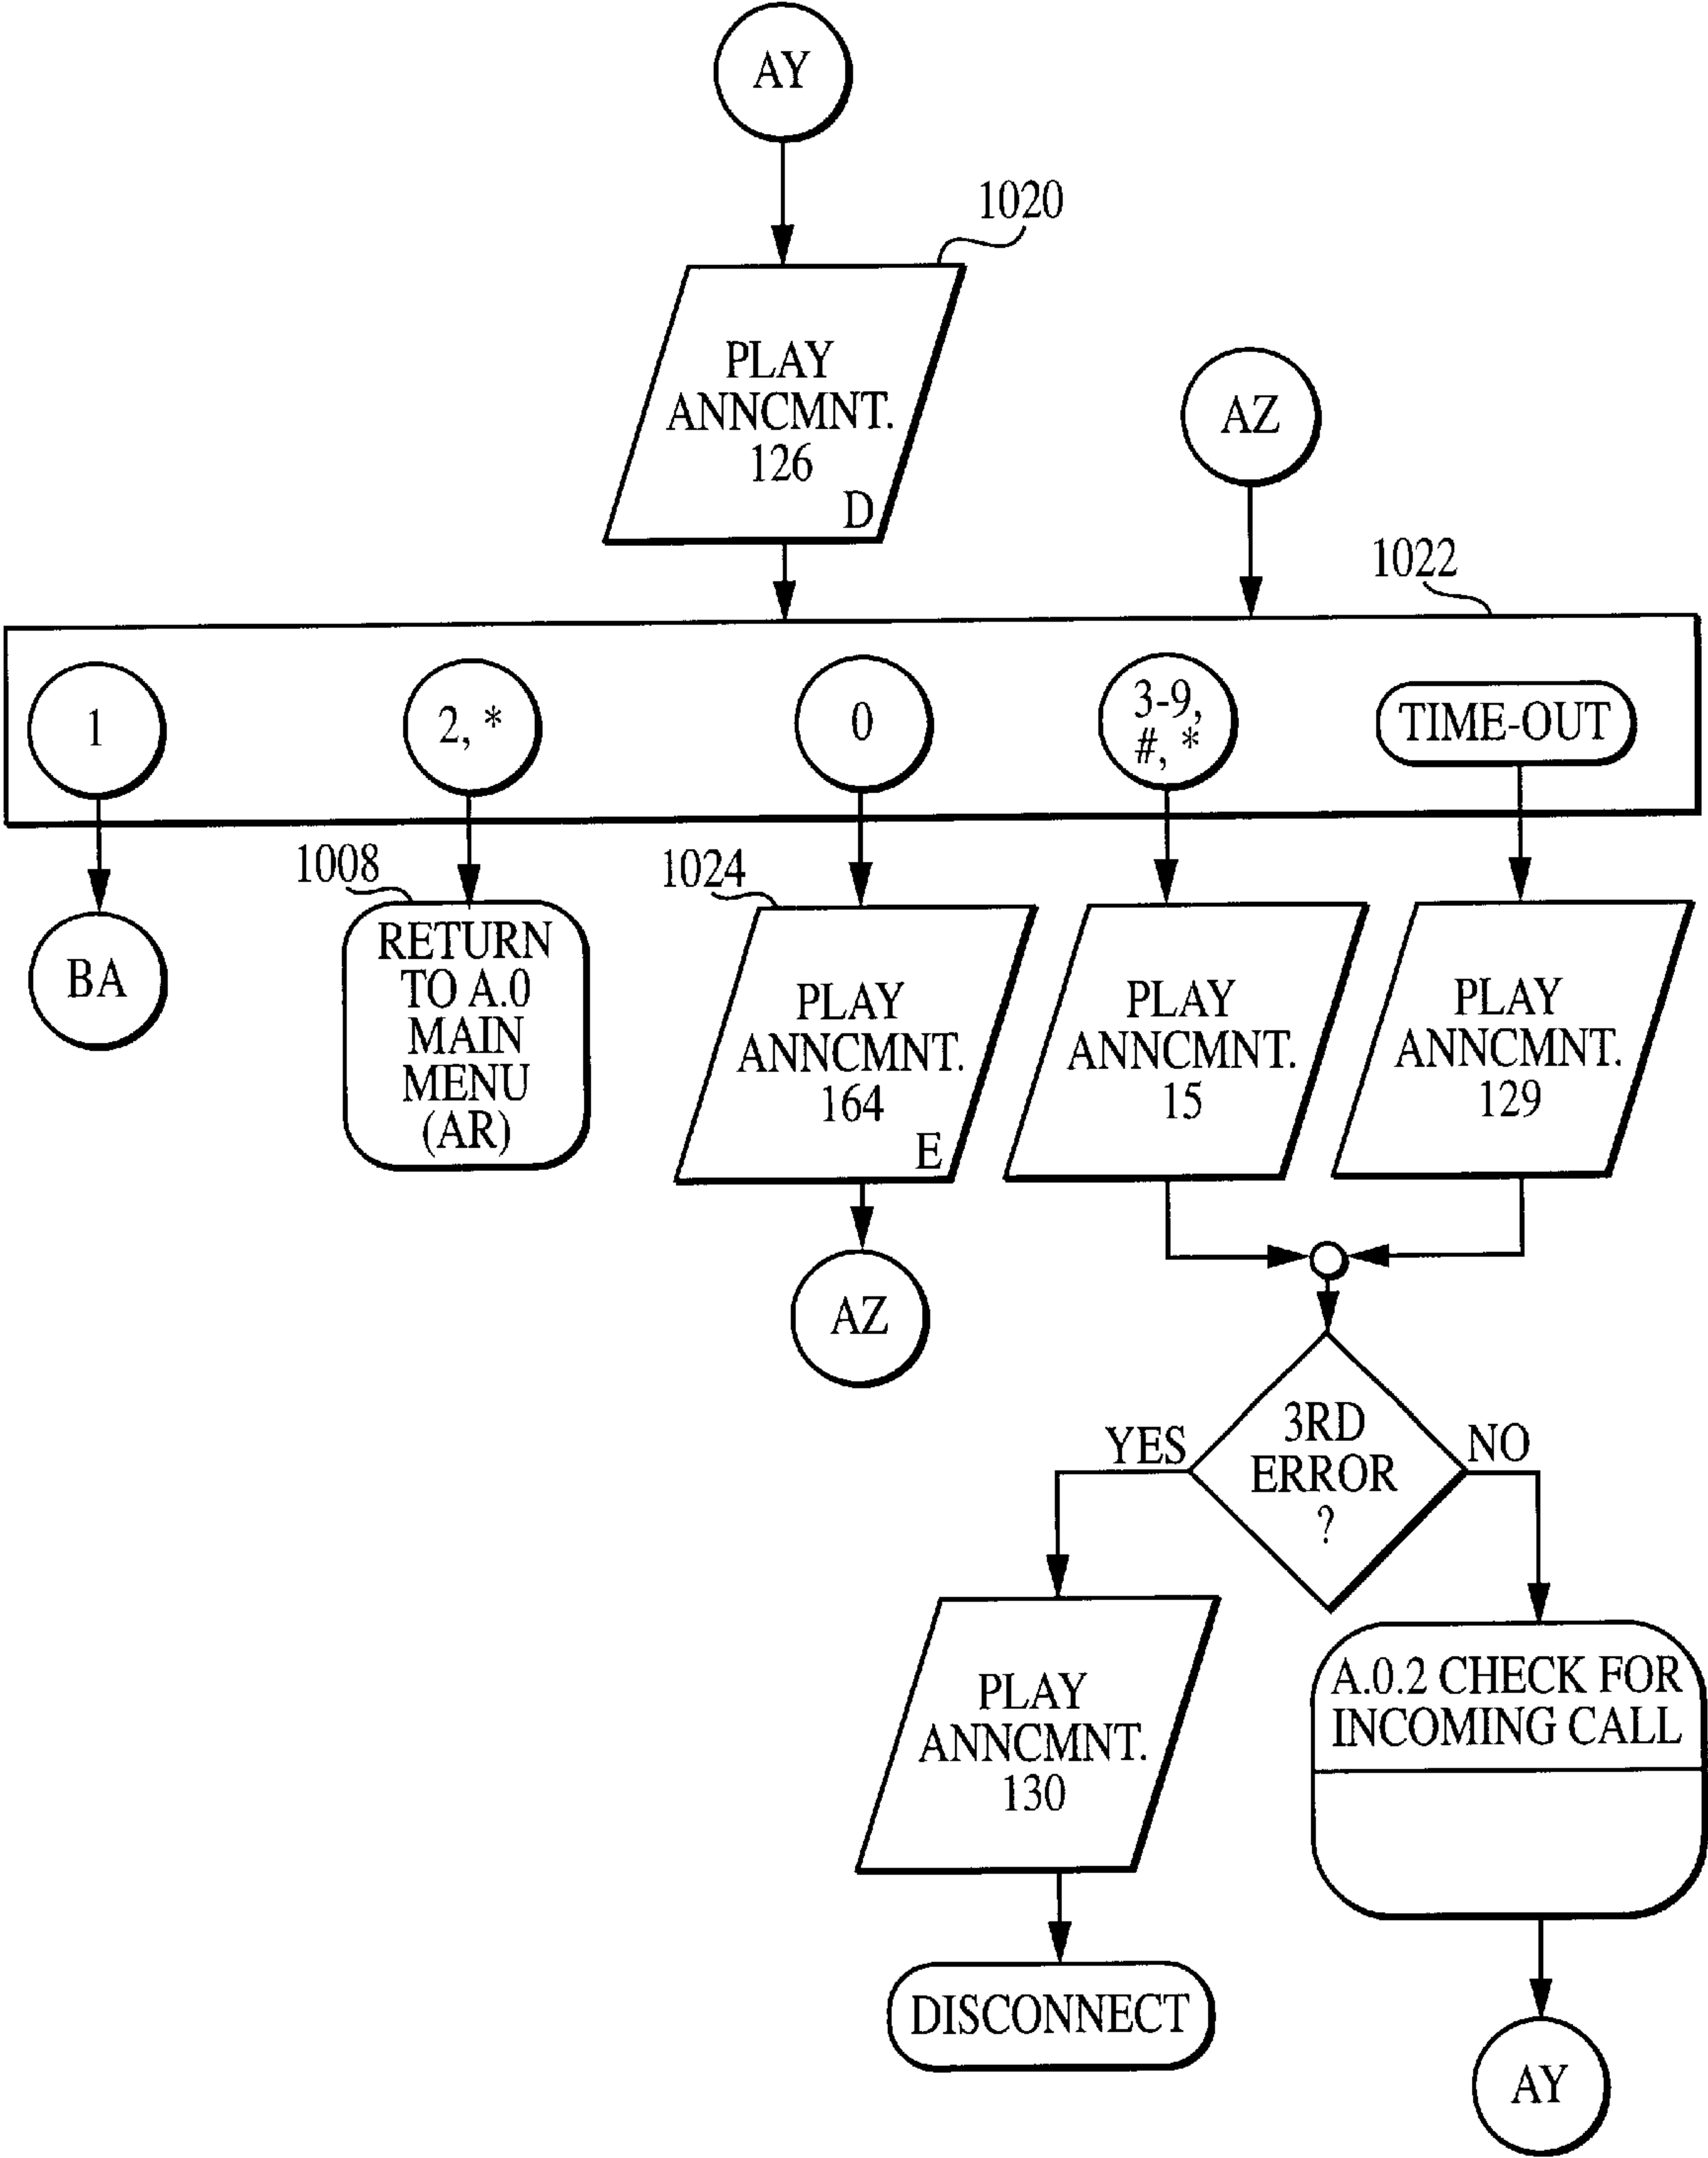 AY
1020
PLAY
ANNCMNT.
126
D
AZ
1022
1
2, *
0
3-9,
#, *
TIME-OUT
1008
1024
BA
RETURN
TO A.0
MAIN
MENU
(AR)
PLAY
ANNCMNT.
164
E
PLAY
ANNCMNT.
15
PLAY
ANNCMNT.
129
AZ
YES
3RD
ERROR
?
NO
PLAY
ANNCMNT.
130
A.0.2 CHECK FOR
INCOMING CALL
DISCONNECT
AY